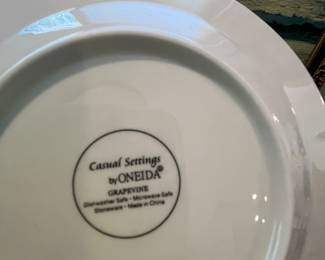 Casual Settings
by ONEIDA®
GRAPEVINE
Dishwasher Safe - Microwave Safe
Stoneware - Made in China